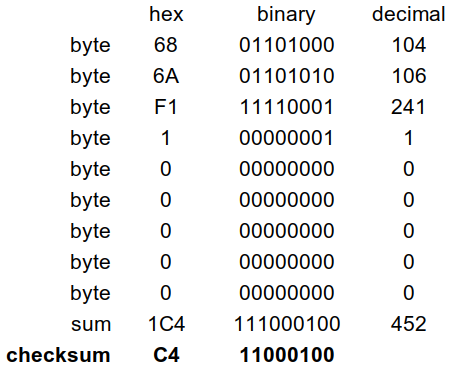 hex binary decimal
byte 68 01101000 104
byte 6A 01101010 106
byte F1 11110001 241
byte 1 00000001 1
byte 0 00000000 0
byte 0 00000000 0
byte 0 00000000 0
byte 0 00000000 0
byte 0 00000000 0
sum 1C4 111000100 452
checksum C4 11000100